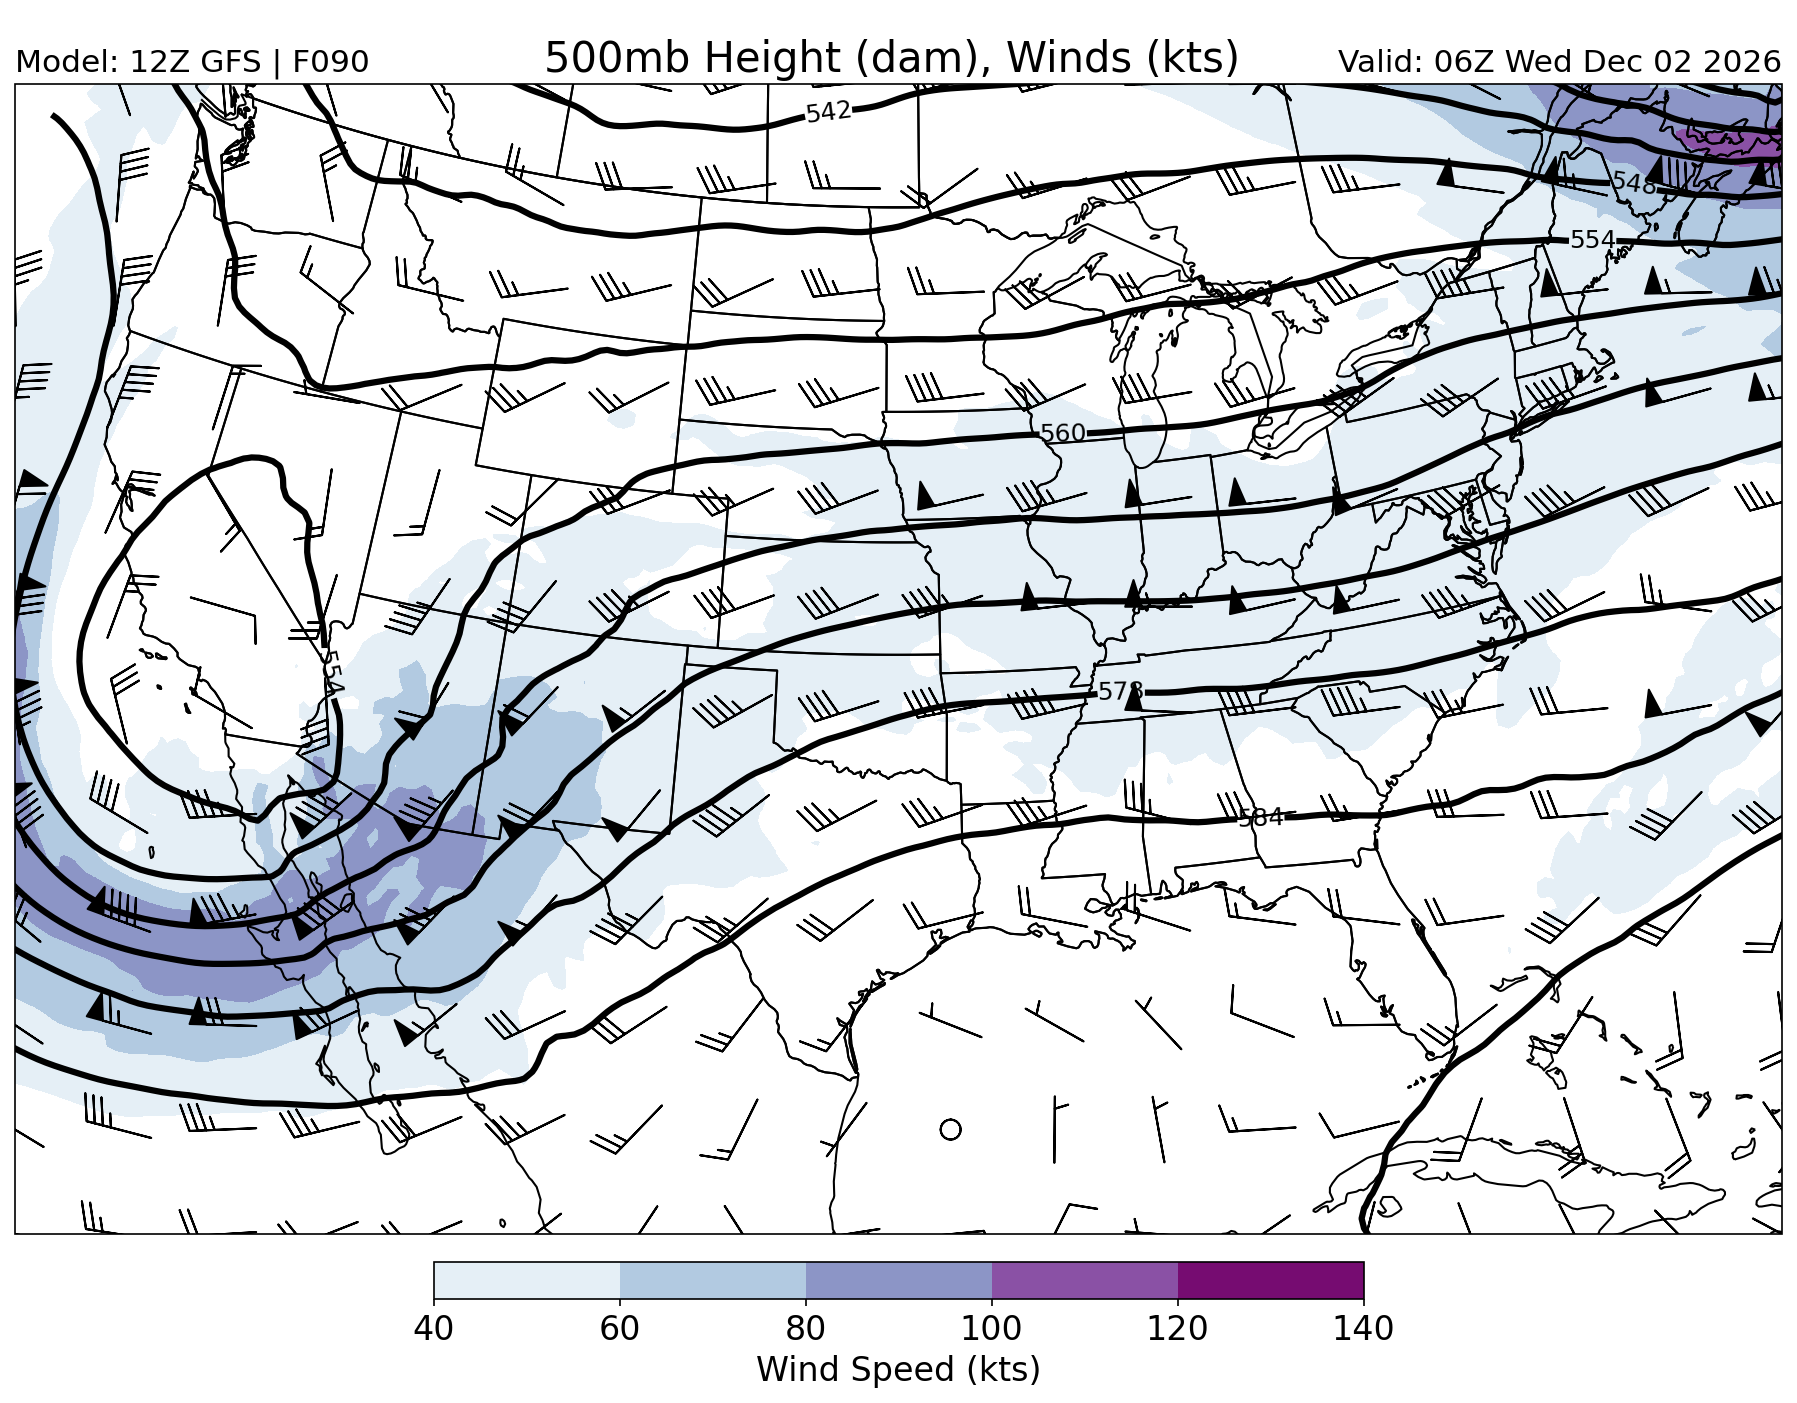 Model: 12Z GFS | F090
500mb Height (dam), Winds (kts)
Valid: 06Z Wed Dec 02 2026
542
548
554
560
554
578
584
40 60 80 100 120 140
Wind Speed (kts)